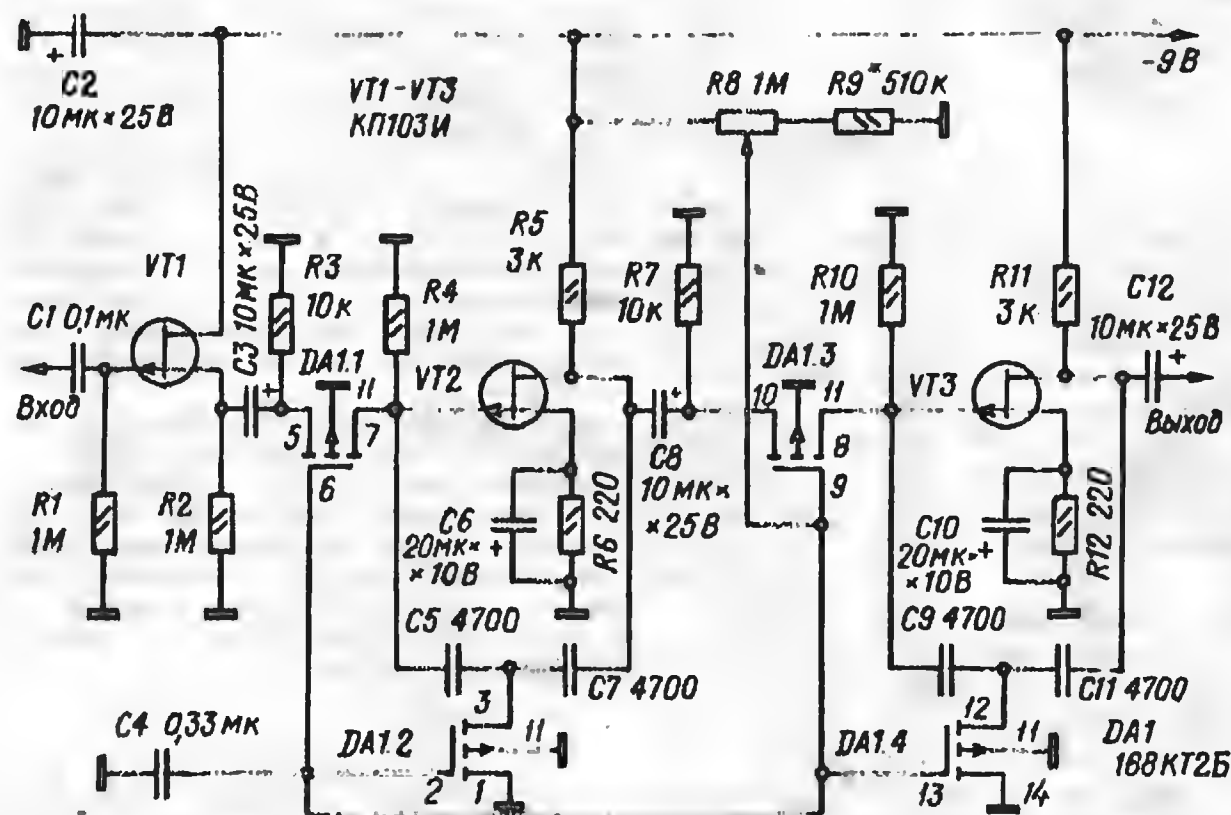 C2
10мк×25В
VT1-VT3
КП103И
-9В
R8 1М
R9* 510к
VT1
C1 0,1мк
Вход
R1
1М
R2
1М
C3 10мк×25В
R3
10к
DA1.1
5
6
7
11
R4
1М
VT2
R5
3к
R7
10к
C8
10мк×
×25В
C6
20мк×
×10В
R6 220
C5 4700
C7 4700
DA1.3
10
11
8
9
R10
1М
VT3
R11
3к
C12
10мк×25В
Выход
C10
20мк×
×10В
R12 220
C9 4700
C11 4700
C4 0,33мк
DA1.2
3
11
2
1
DA1.4
12
11
13
14
DA1
168КТ2Б